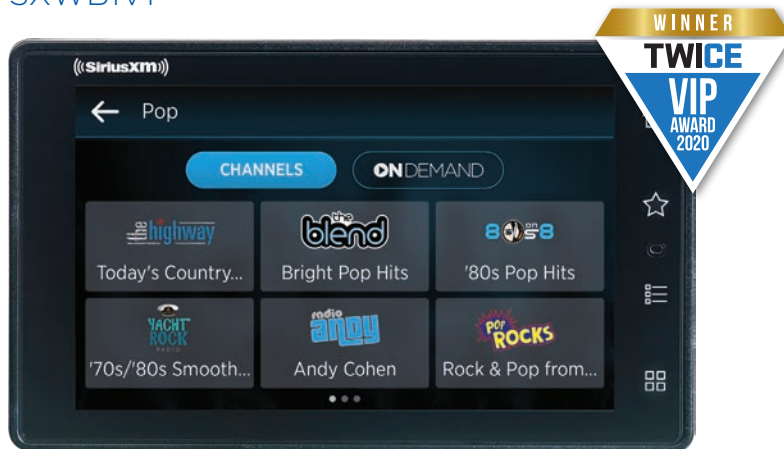 SXWB1V1
WINNER
TWICE
VIP
AWARD
2020
((SiriusXM))
Pop
CHANNELS
ONDEMAND
the highway
Today's Country...
the blend
Bright Pop Hits
8 on 8
'80s Pop Hits
YACHT
ROCK
RADIO
'70s/'80s Smooth...
radio
andy
Andy Cohen
POP
ROCKS
Rock & Pop from...